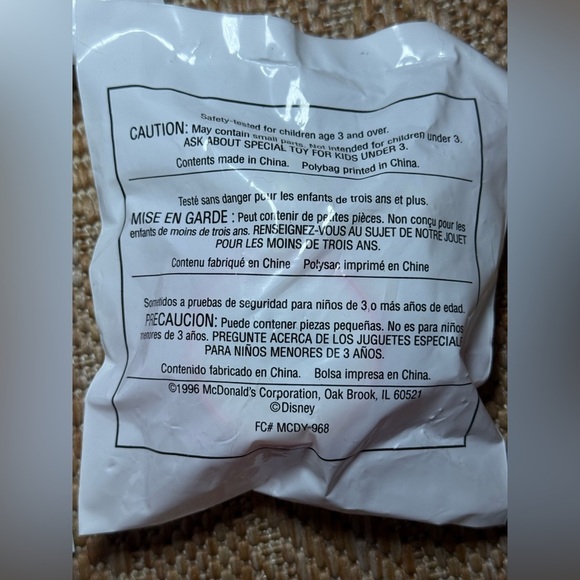 Safety-tested for children age 3 and over.
CAUTION: May contain small parts. Not intended for children under 3.
ASK ABOUT SPECIAL TOY FOR KIDS UNDER 3.
Contents made in China. Polybag printed in China.
Testé sans danger pour les enfants de trois ans et plus.
MISE EN GARDE : Peut contenir de petites pièces. Non conçu pour les
enfants de moins de trois ans. RENSEIGNEZ-VOUS AU SUJET DE NOTRE JOUET
POUR LES MOINS DE TROIS ANS.
Contenu fabriqué en Chine Polysac imprimé en Chine
Sometidos a pruebas de seguridad para niños de 3 o más años de edad.
PRECAUCION: Puede contener piezas pequeñas. No es para niños
menores de 3 años. PREGUNTE ACERCA DE LOS JUGUETES ESPECIALE
PARA NIÑOS MENORES DE 3 AÑOS.
Contenido fabricado en China. Bolsa impresa en China.
©1996 McDonald's Corporation, Oak Brook, IL 60521
©Disney
FC# MCDY-968